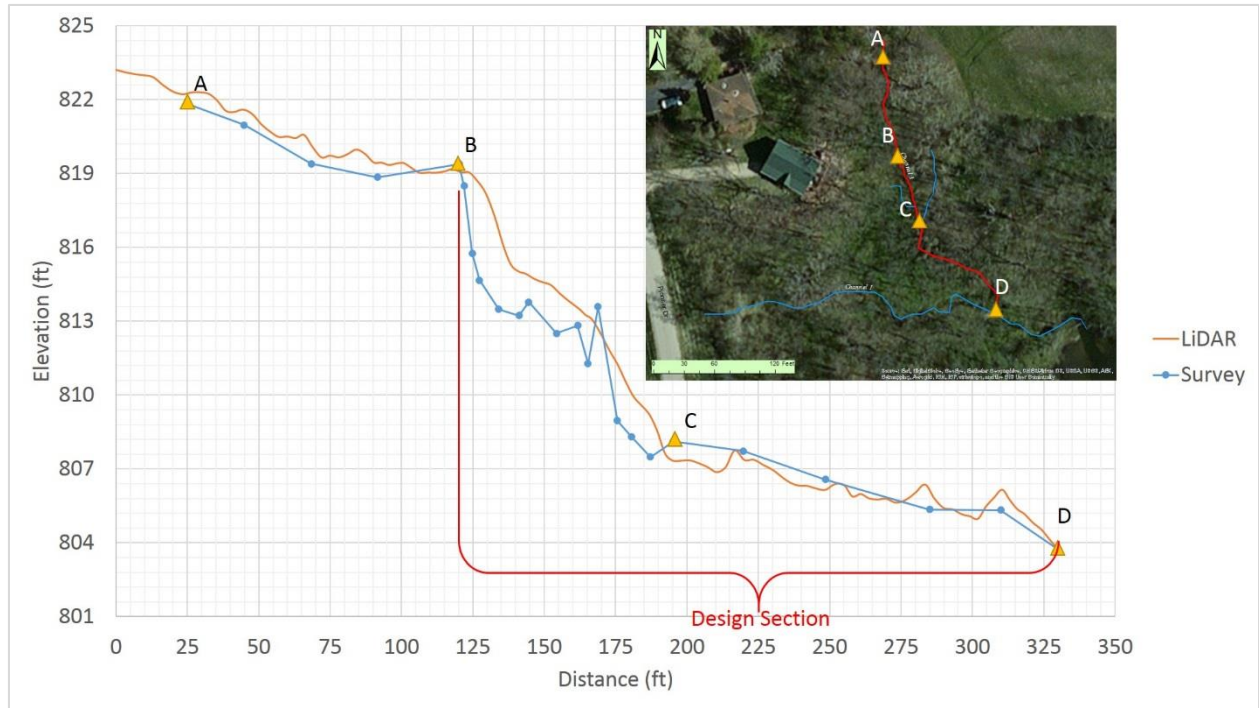 825
822
819
816
813
810
807
804
801
Elevation (ft)
A
B
C
D
Design Section
0 25 50 75 100 125 150 175 200 225 250 275 300 325 350
Distance (ft)
LiDAR
Survey
N
A
B
C
D
Channel 1
0 30 60 120 Feet